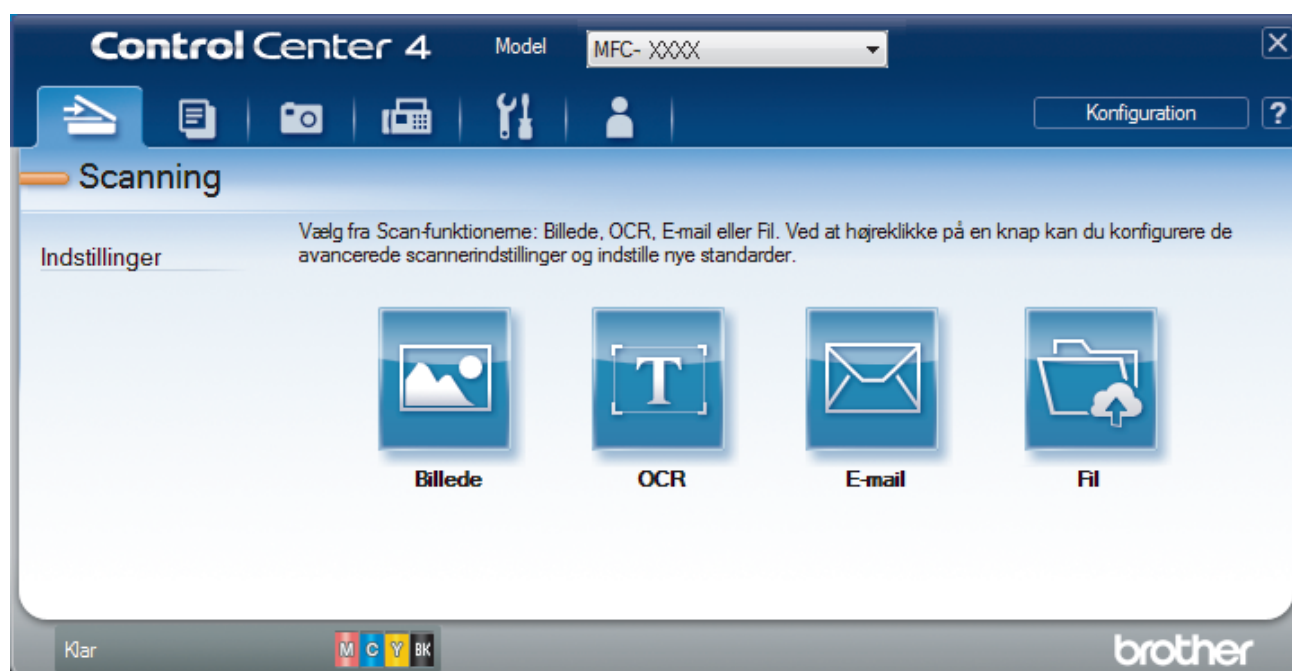 Control Center 4
Model
MFC- XXXX
Konfiguration
?
Scanning
Indstillinger
Vælg fra Scan-funktionerne: Billede, OCR, E-mail eller Fil. Ved at højreklikke på en knap kan du konfigurere de
avancerede scannerindstillinger og indstille nye standarder.
T
Billede
OCR
E-mail
Fil
Klar
M C Y BK
brother